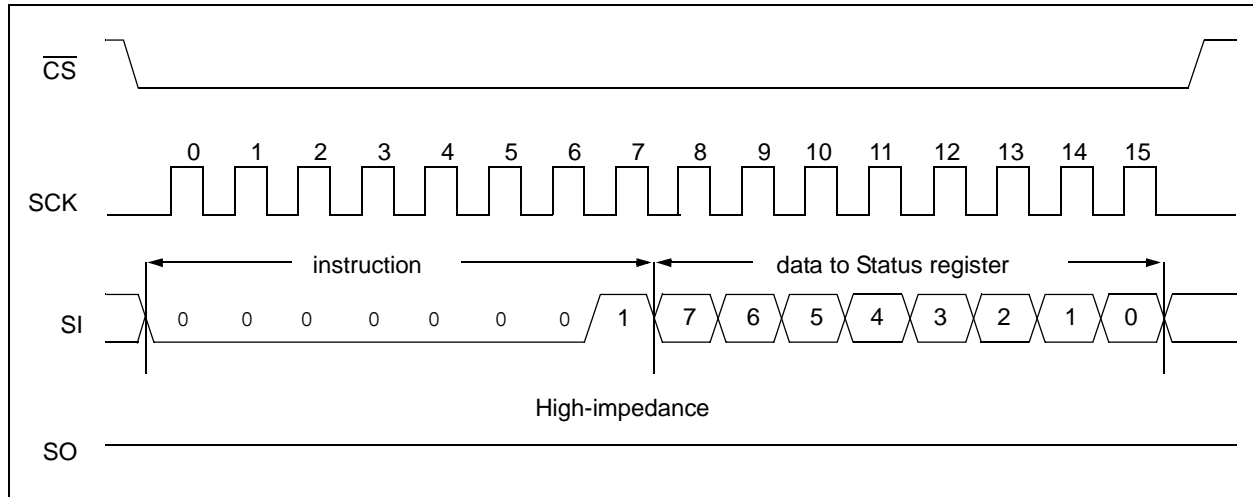 CS
0 1 2 3 4 5 6 7 8 9 10 11 12 13 14 15
SCK
instruction data to Status register
SI 0 0 0 0 0 0 0 1 7 6 5 4 3 2 1 0
High-impedance
SO